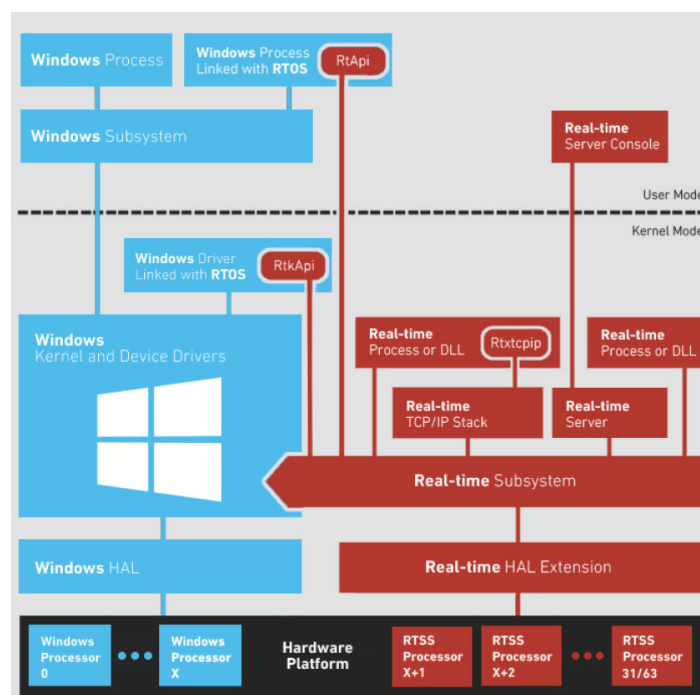 Windows Process
Windows Process
Linked with RTOS
RtApi
Windows Subsystem
Real-time
Server Console
User Mode
Kernel Mode
Windows Driver
Linked with RTOS
RtkApi
Windows
Kernel and Device Drivers
Real-time
Process or DLL
Rtxtcpip
Real-time
Process or DLL
Real-time
TCP/IP Stack
Real-time
Server
Real-time Subsystem
Windows HAL
Real-time HAL Extension
Windows
Processor
0
Windows
Processor
X
Hardware
Platform
RTSS
Processor
X+1
RTSS
Processor
X+2
RTSS
Processor
31/63